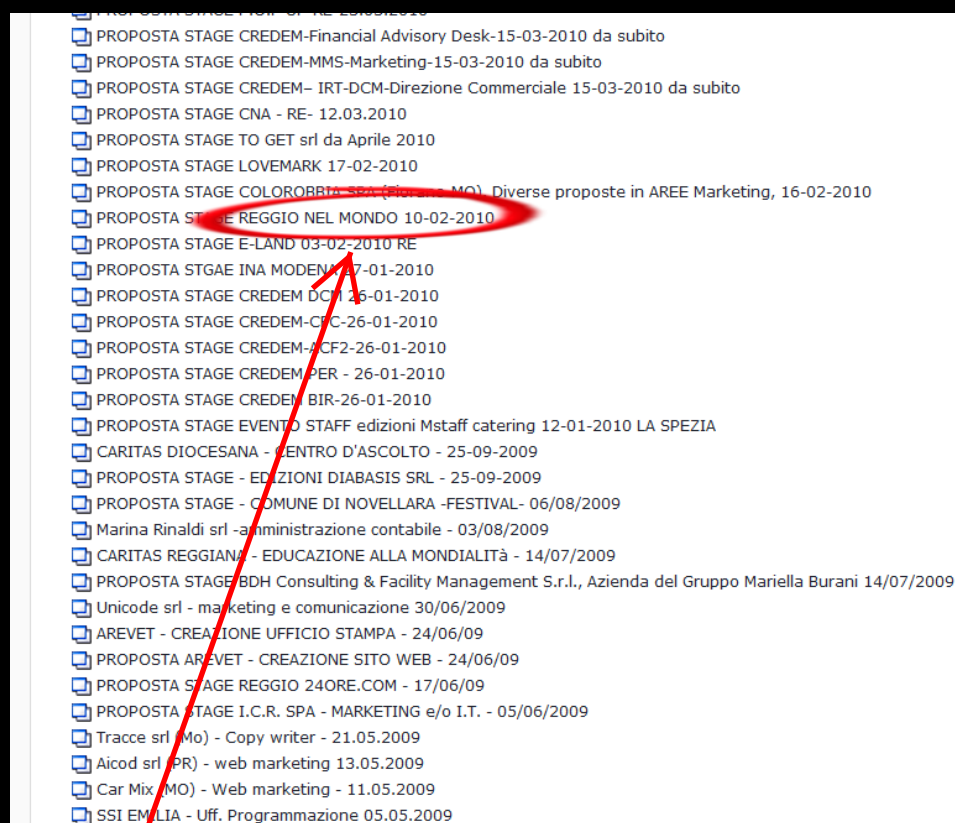 PROPOSTA STAGE CREDEM-Financial Advisory Desk-15-03-2010 da subito
PROPOSTA STAGE CREDEM-MMS-Marketing-15-03-2010 da subito
PROPOSTA STAGE CREDEM– IRT-DCM-Direzione Commerciale 15-03-2010 da subito
PROPOSTA STAGE CNA - RE- 12.03.2010
PROPOSTA STAGE TO GET srl da Aprile 2010
PROPOSTA STAGE LOVEMARK 17-02-2010
PROPOSTA STAGE COLOROBBIA SPA (Fiorano-MO), Diverse proposte in AREE Marketing, 16-02-2010
PROPOSTA STAGE REGGIO NEL MONDO 10-02-2010
PROPOSTA STAGE E-LAND 03-02-2010 RE
PROPOSTA STGAE INA MODENA 27-01-2010
PROPOSTA STAGE CREDEM DCM 26-01-2010
PROPOSTA STAGE CREDEM-CFC-26-01-2010
PROPOSTA STAGE CREDEM-ACF2-26-01-2010
PROPOSTA STAGE CREDEM PER - 26-01-2010
PROPOSTA STAGE CREDEM BIR-26-01-2010
PROPOSTA STAGE EVENTO STAFF edizioni Mstaff catering 12-01-2010 LA SPEZIA
CARITAS DIOCESANA - CENTRO D'ASCOLTO - 25-09-2009
PROPOSTA STAGE - EDIZIONI DIABASIS SRL - 25-09-2009
PROPOSTA STAGE - COMUNE DI NOVELLARA -FESTIVAL- 06/08/2009
Marina Rinaldi srl -amministrazione contabile - 03/08/2009
CARITAS REGGIANA - EDUCAZIONE ALLA MONDIALITà - 14/07/2009
PROPOSTA STAGE BDH Consulting & Facility Management S.r.l., Azienda del Gruppo Mariella Burani 14/07/2009
Unicode srl - marketing e comunicazione 30/06/2009
AREVET - CREAZIONE UFFICIO STAMPA - 24/06/09
PROPOSTA AREVET - CREAZIONE SITO WEB - 24/06/09
PROPOSTA STAGE REGGIO 24ORE.COM - 17/06/09
PROPOSTA STAGE I.C.R. SPA - MARKETING e/o I.T. - 05/06/2009
Tracce srl (Mo) - Copy writer - 21.05.2009
Aicod srl (PR) - web marketing 13.05.2009
Car Mix (MO) - Web marketing - 11.05.2009
SSI EMILIA - Uff. Programmazione 05.05.2009